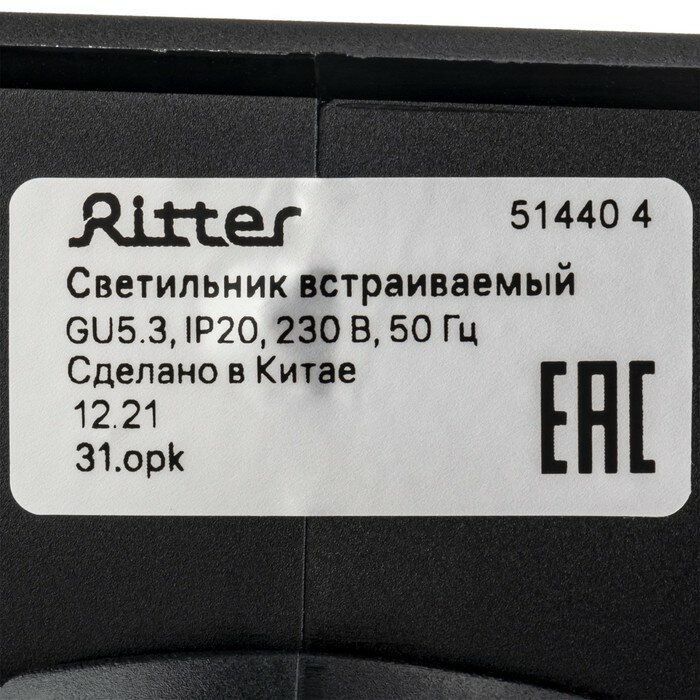 Ritter 51440 4
Светильник встраиваемый
GU5.3, IP20, 230 В, 50 Гц
Сделано в Китае
12.21
31.opk
EAC